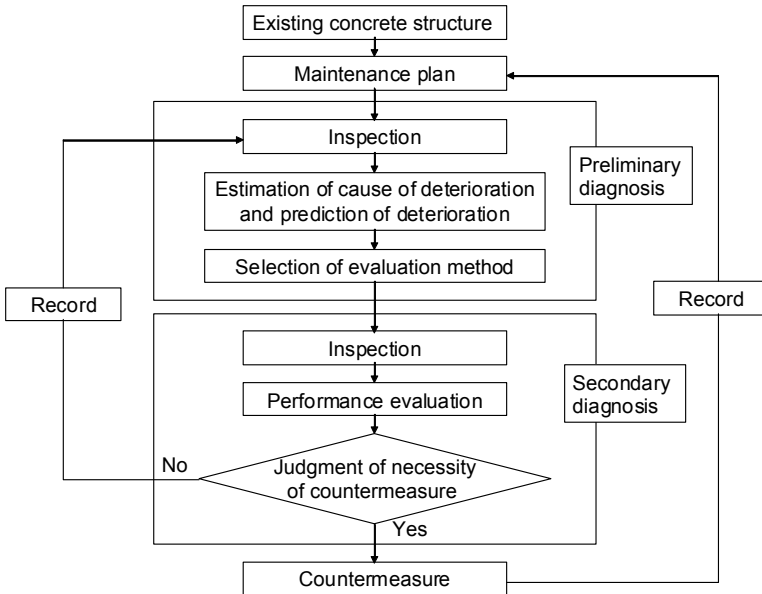 Existing concrete structure
Maintenance plan
Inspection
Estimation of cause of deterioration
and prediction of deterioration
Preliminary
diagnosis
Selection of evaluation method
Record
Record
Inspection
Performance evaluation
Secondary
diagnosis
No
Judgment of necessity
of countermeasure
Yes
Countermeasure